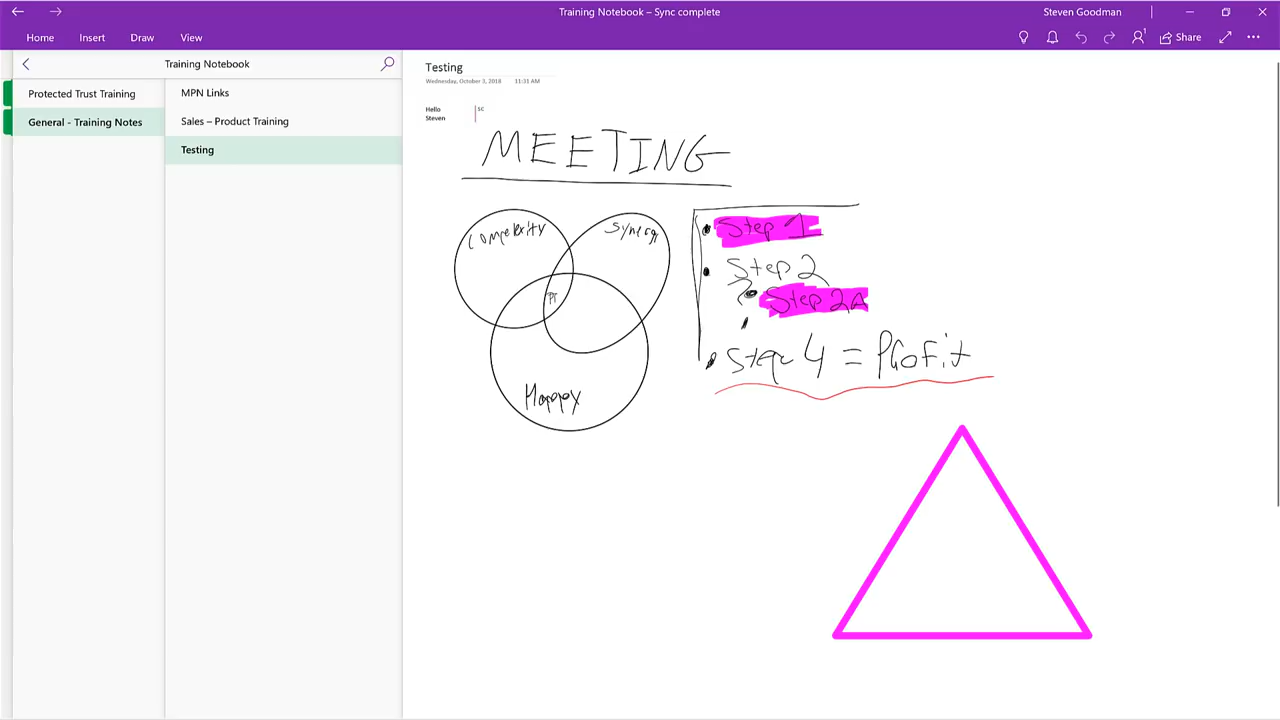 Training Notebook – Sync complete
Steven Goodman
Home Insert Draw View
Share
Training Notebook
Protected Trust Training
General - Training Notes
MPN Links
Sales – Product Training
Testing
Testing
Wednesday, October 3, 2018 11:31 AM
Hello SC
Steven
MEETING
Synergy
Happy
Step 1
Step 2
Step 2A
Step 4 = Profit